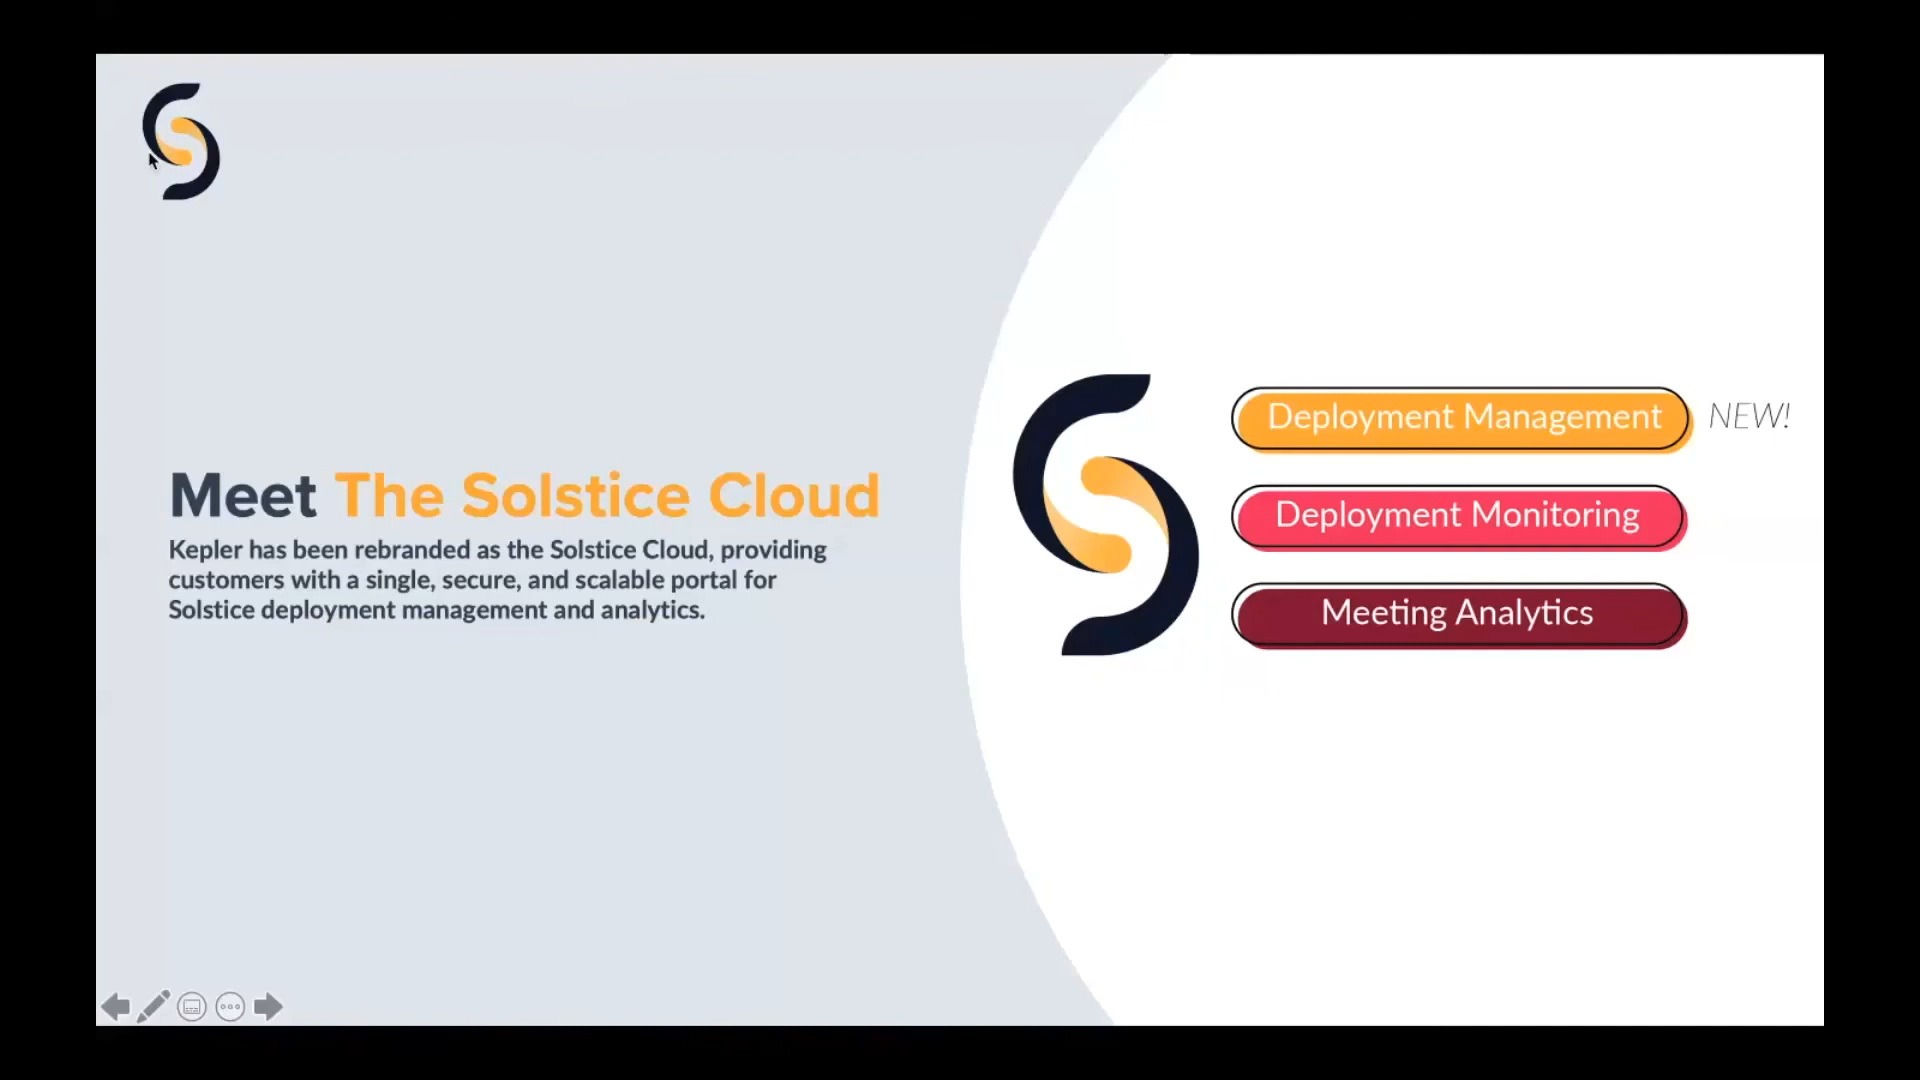 Meet The Solstice Cloud
Kepler has been rebranded as the Solstice Cloud, providing
customers with a single, secure, and scalable portal for
Solstice deployment management and analytics.
Deployment Management NEW!
Deployment Monitoring
Meeting Analytics